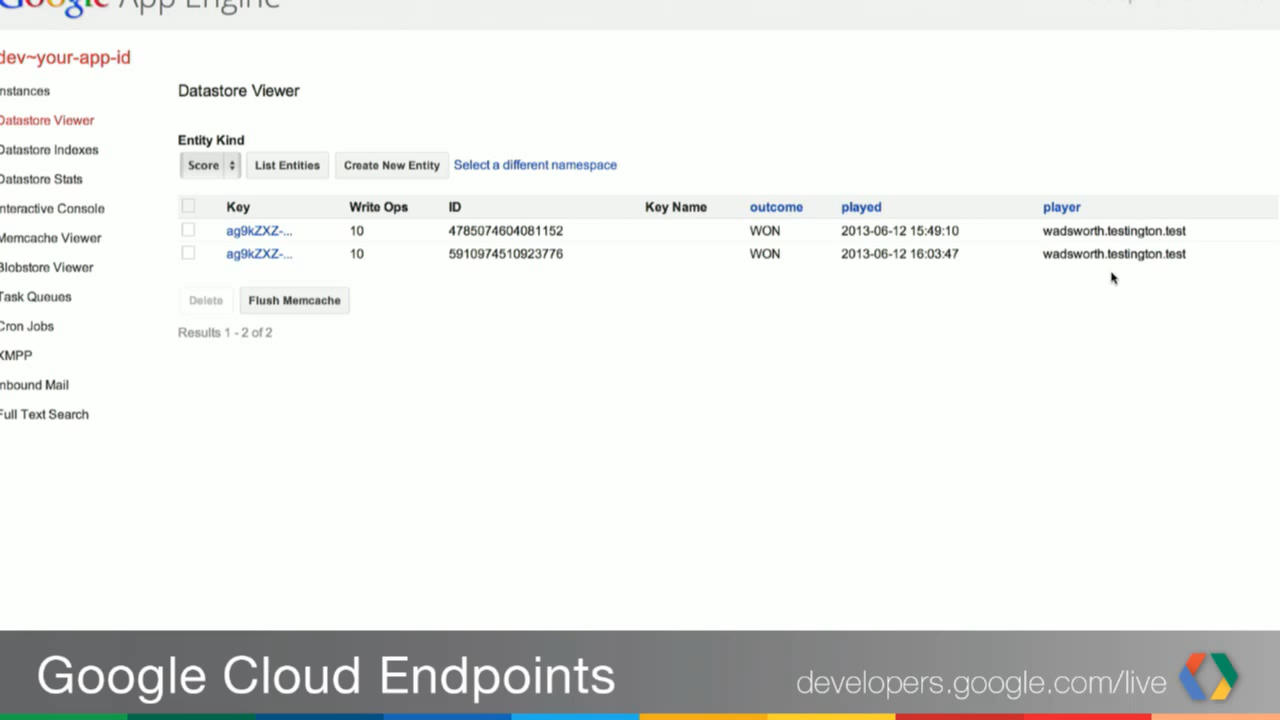 Google App Engine
dev~your-app-id
nstances
Datastore Viewer
Datastore Indexes
Datastore Stats
nteractive Console
Memcache Viewer
Blobstore Viewer
Task Queues
Cron Jobs
XMPP
nbound Mail
Full Text Search
Datastore Viewer
Entity Kind
Score List Entities Create New Entity Select a different namespace
Key Write Ops ID Key Name outcome played player
ag9kZXZ-... 10 4785074604081152 WON 2013-06-12 15:49:10 wadsworth.testington.test
ag9kZXZ-... 10 5910974510923776 WON 2013-06-12 16:03:47 wadsworth.testington.test
Delete Flush Memcache
Results 1 - 2 of 2
Google Cloud Endpoints
developers.google.com/live